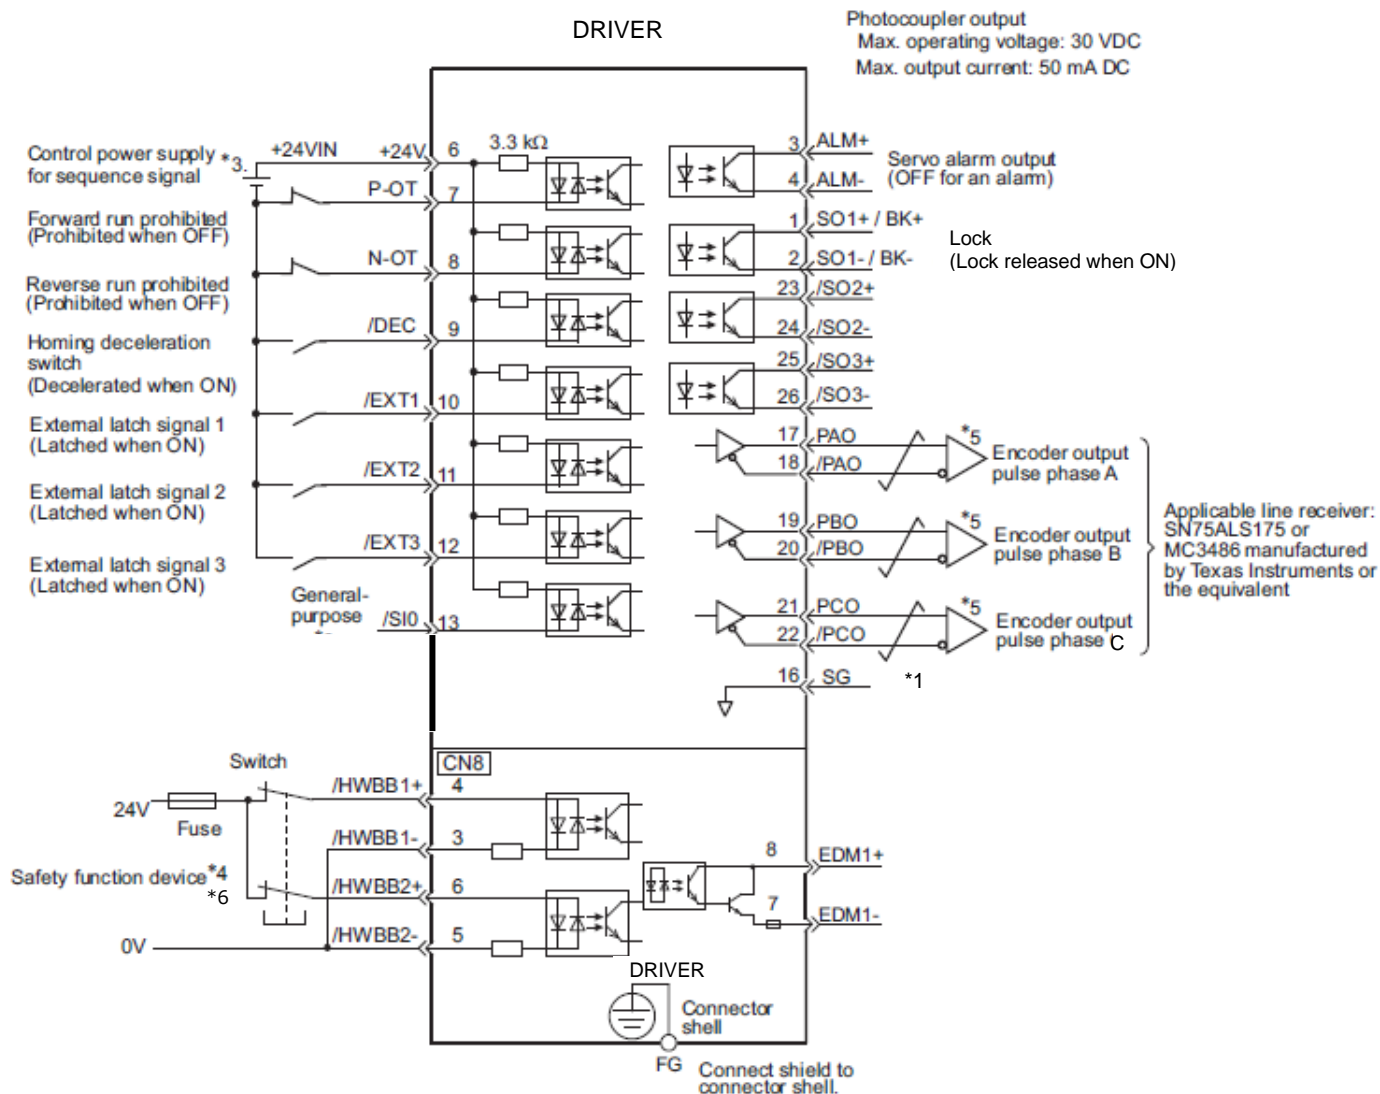 DRIVER
Photocoupler output
Max. operating voltage: 30 VDC
Max. output current: 50 mA DC
Control power supply *3.
for sequence signal
+24VIN
+24V
6
3.3 kΩ
P-OT
7
Forward run prohibited
(Prohibited when OFF)
N-OT
8
Reverse run prohibited
(Prohibited when OFF)
/DEC
9
Homing deceleration
switch
(Decelerated when ON)
/EXT1
10
External latch signal 1
(Latched when ON)
/EXT2
11
External latch signal 2
(Latched when ON)
/EXT3
12
External latch signal 3
(Latched when ON)
General-
purpose
/SI0
13
3
ALM+
4
ALM-
Servo alarm output
(OFF for an alarm)
1
SO1+ / BK+
2
SO1- / BK-
Lock
(Lock released when ON)
23
/SO2+
24
/SO2-
25
/SO3+
26
/SO3-
17
PAO
18
/PAO
*5
Encoder output
pulse phase A
19
PBO
20
/PBO
*5
Encoder output
pulse phase B
21
PCO
22
/PCO
*5
Encoder output
pulse phase C
Applicable line receiver:
SN75ALS175 or
MC3486 manufactured
by Texas Instruments or
the equivalent
16
SG
*1
CN8
Switch
24V
Fuse
/HWBB1+
4
/HWBB1-
3
Safety function device *4
*6
/HWBB2+
6
/HWBB2-
5
0V
8
EDM1+
7
EDM1-
DRIVER
Connector
shell
FG
Connect shield to
connector shell.